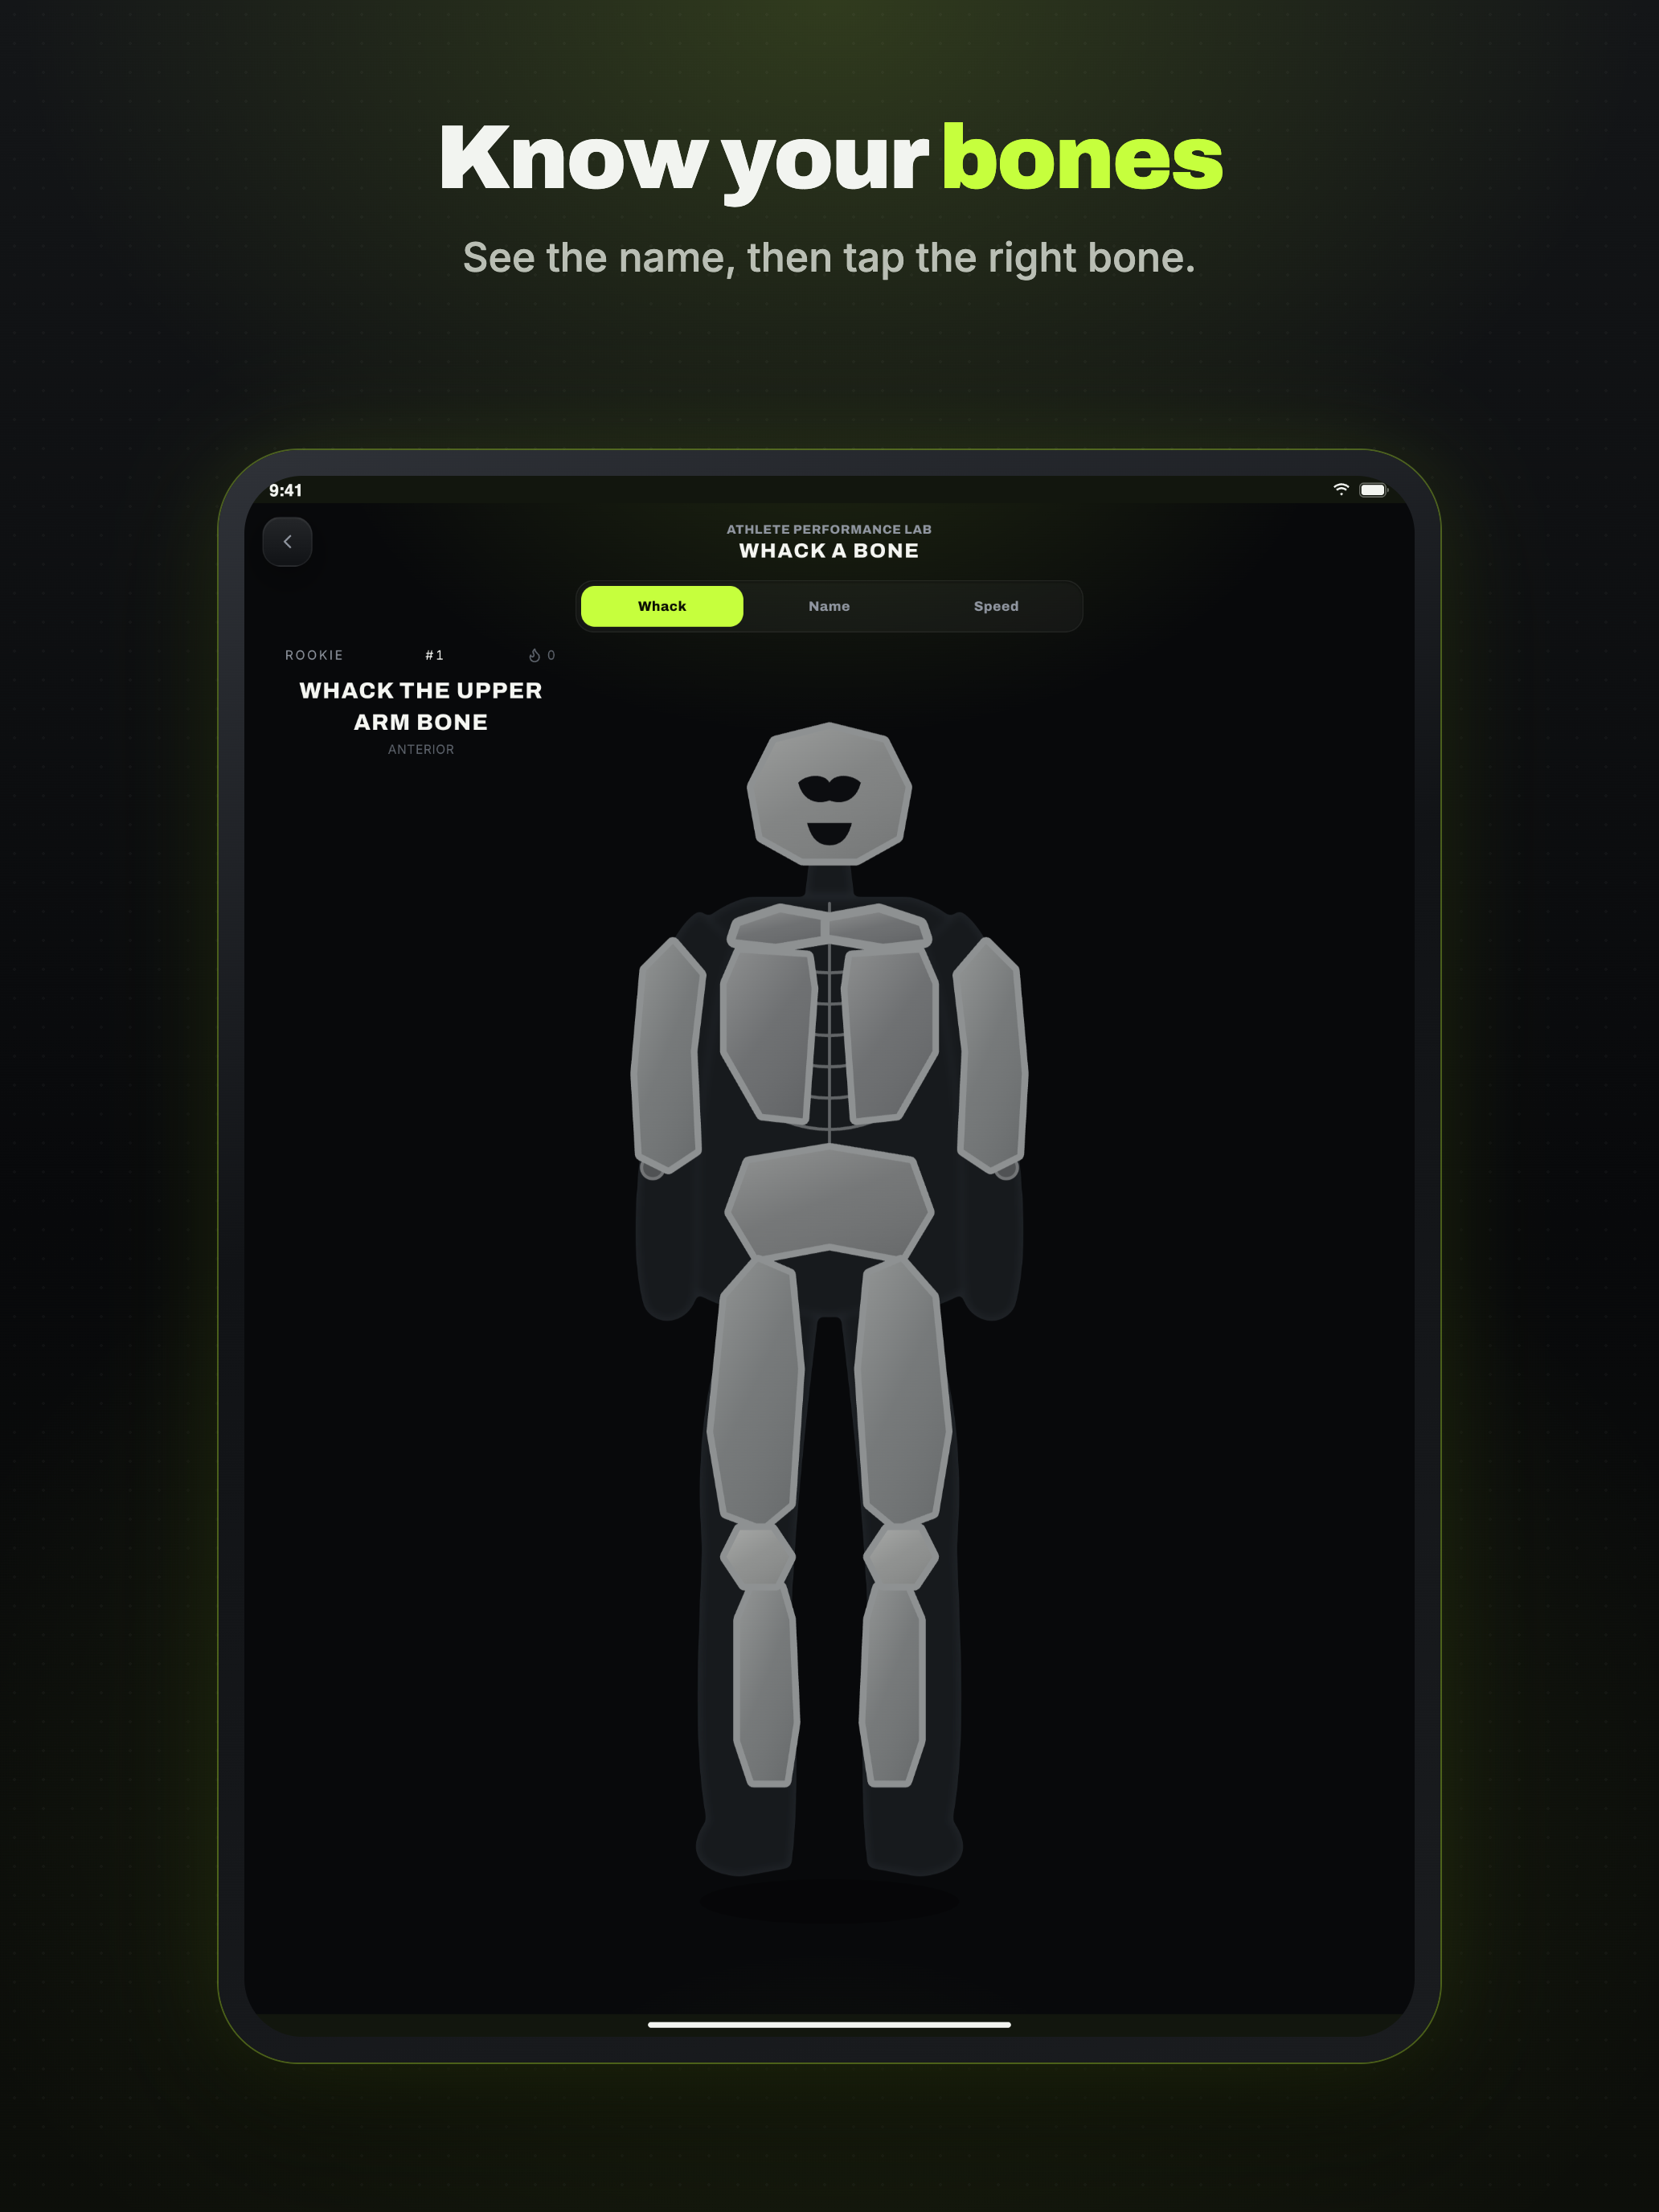 Know your bones
See the name, then tap the right bone.
9:41
ATHLETE PERFORMANCE LAB
WHACK A BONE
Whack Name Speed
ROOKIE #1 0
WHACK THE UPPER
ARM BONE
ANTERIOR